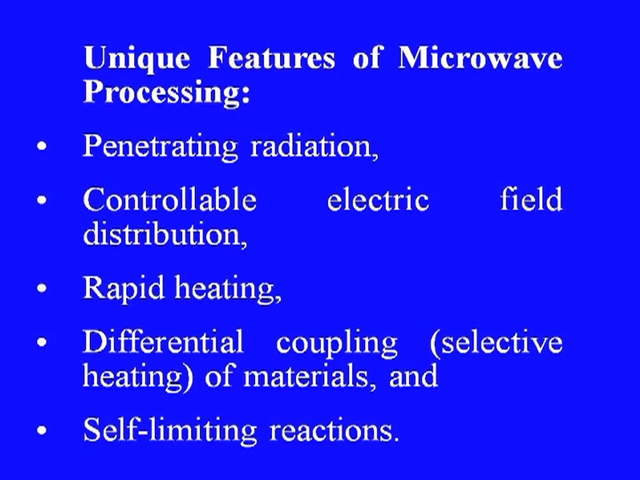 Unique Features of Microwave
Processing:
• Penetrating radiation,
• Controllable electric field
distribution,
• Rapid heating,
• Differential coupling (selective
heating) of materials, and
• Self-limiting reactions.